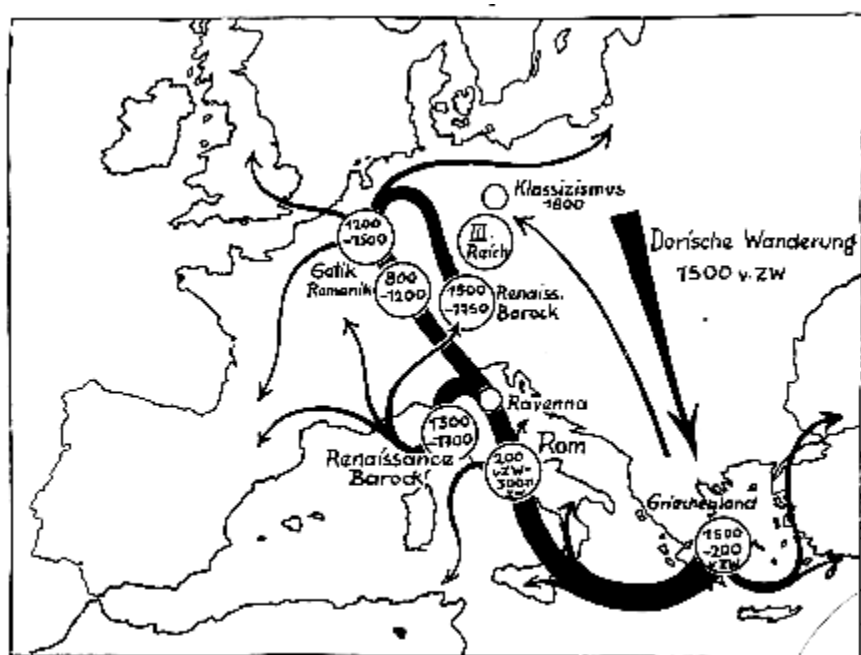 Klassizismus
1800
III.
Reich
Dorische Wanderung
1500 v.ZW
1200
-1500
Gotik
Romanik
800
-1200
1500
-1750
Renaiss.
Barock
Ravenna
1300
-1700
Renaissance
Barock
Rom
200
v.ZW-
300n
ZW
Griechenland
1500
-200
v.ZW